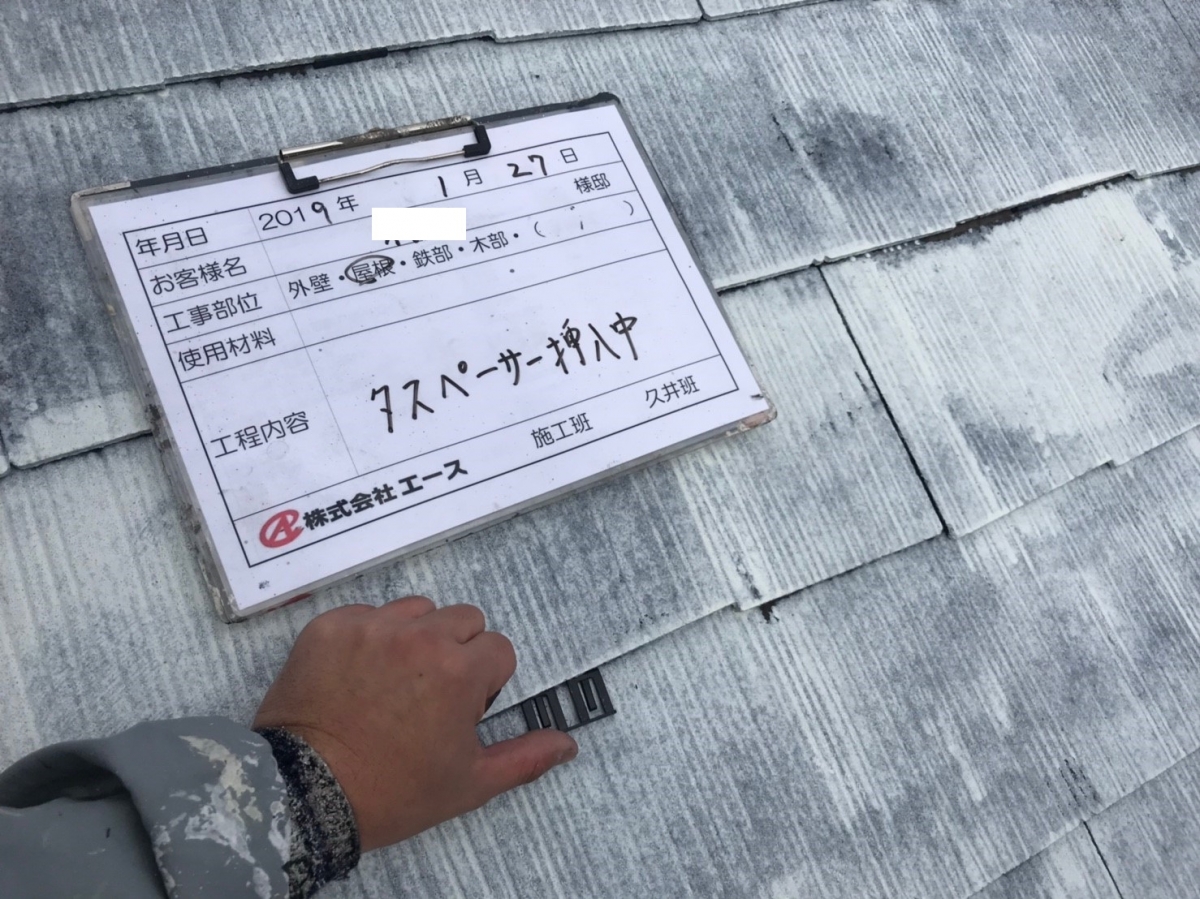 年月日 2019年 1月 27日
お客様名 様邸
工事部位 外壁・屋根・鉄部・木部・( )
使用材料
工程内容 タスペーサー挿入中
株式会社エース 施工班 久井班